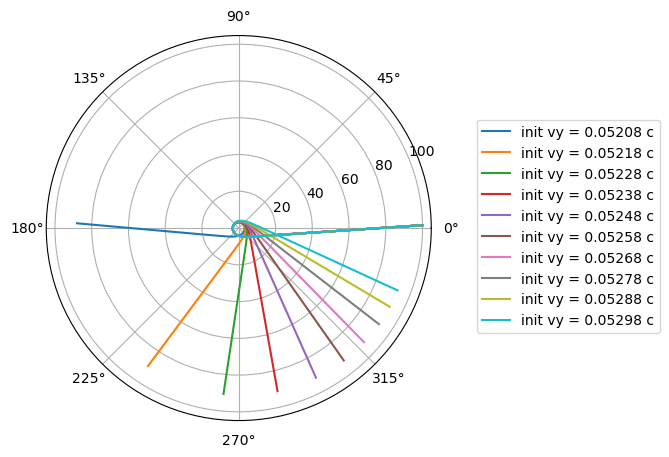 90°
135°
45°
100
80
60
40
20
180°
0°
225°
315°
270°
init vy = 0.05208 c
init vy = 0.05218 c
init vy = 0.05228 c
init vy = 0.05238 c
init vy = 0.05248 c
init vy = 0.05258 c
init vy = 0.05268 c
init vy = 0.05278 c
init vy = 0.05288 c
init vy = 0.05298 c